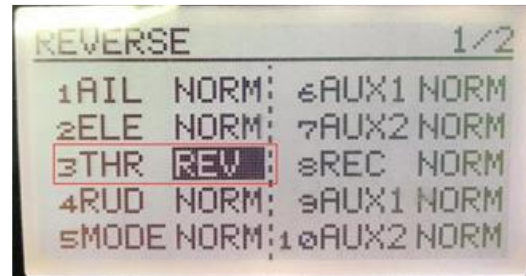 REVERSE 1/2
1AIL NORM 6AUX1 NORM
2ELE NORM 7AUX2 NORM
3THR REV 8REC NORM
4RUD NORM 9AUX1 NORM
5MODE NORM 10AUX2 NORM